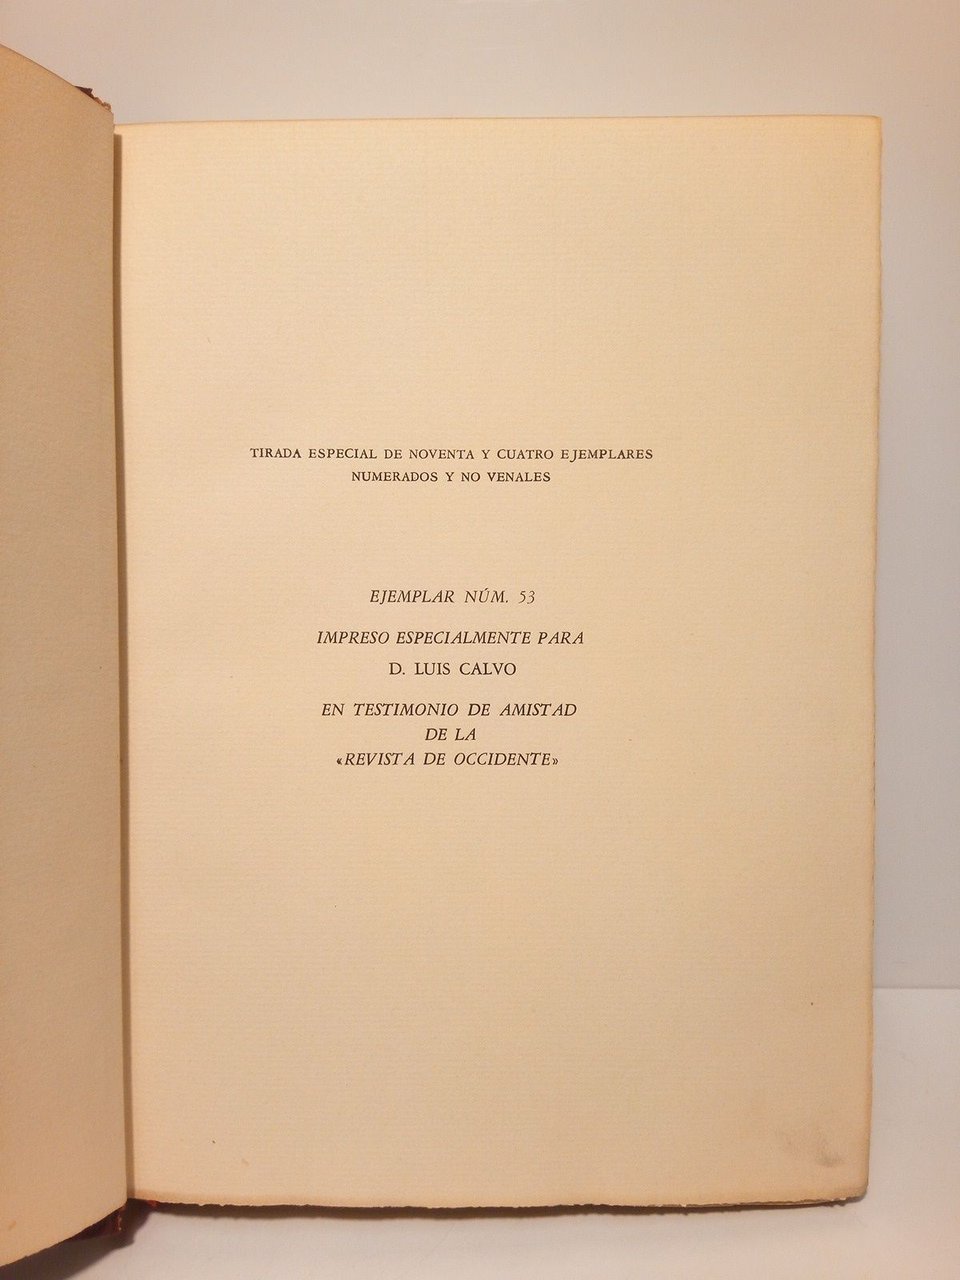 TIRADA ESPECIAL DE NOVENTA Y CUATRO EJEMPLARES
NUMERADOS Y NO VENALES
EJEMPLAR NÚM. 53
IMPRESO ESPECIALMENTE PARA
D. LUIS CALVO
EN TESTIMONIO DE AMISTAD
DE LA
«REVISTA DE OCCIDENTE»